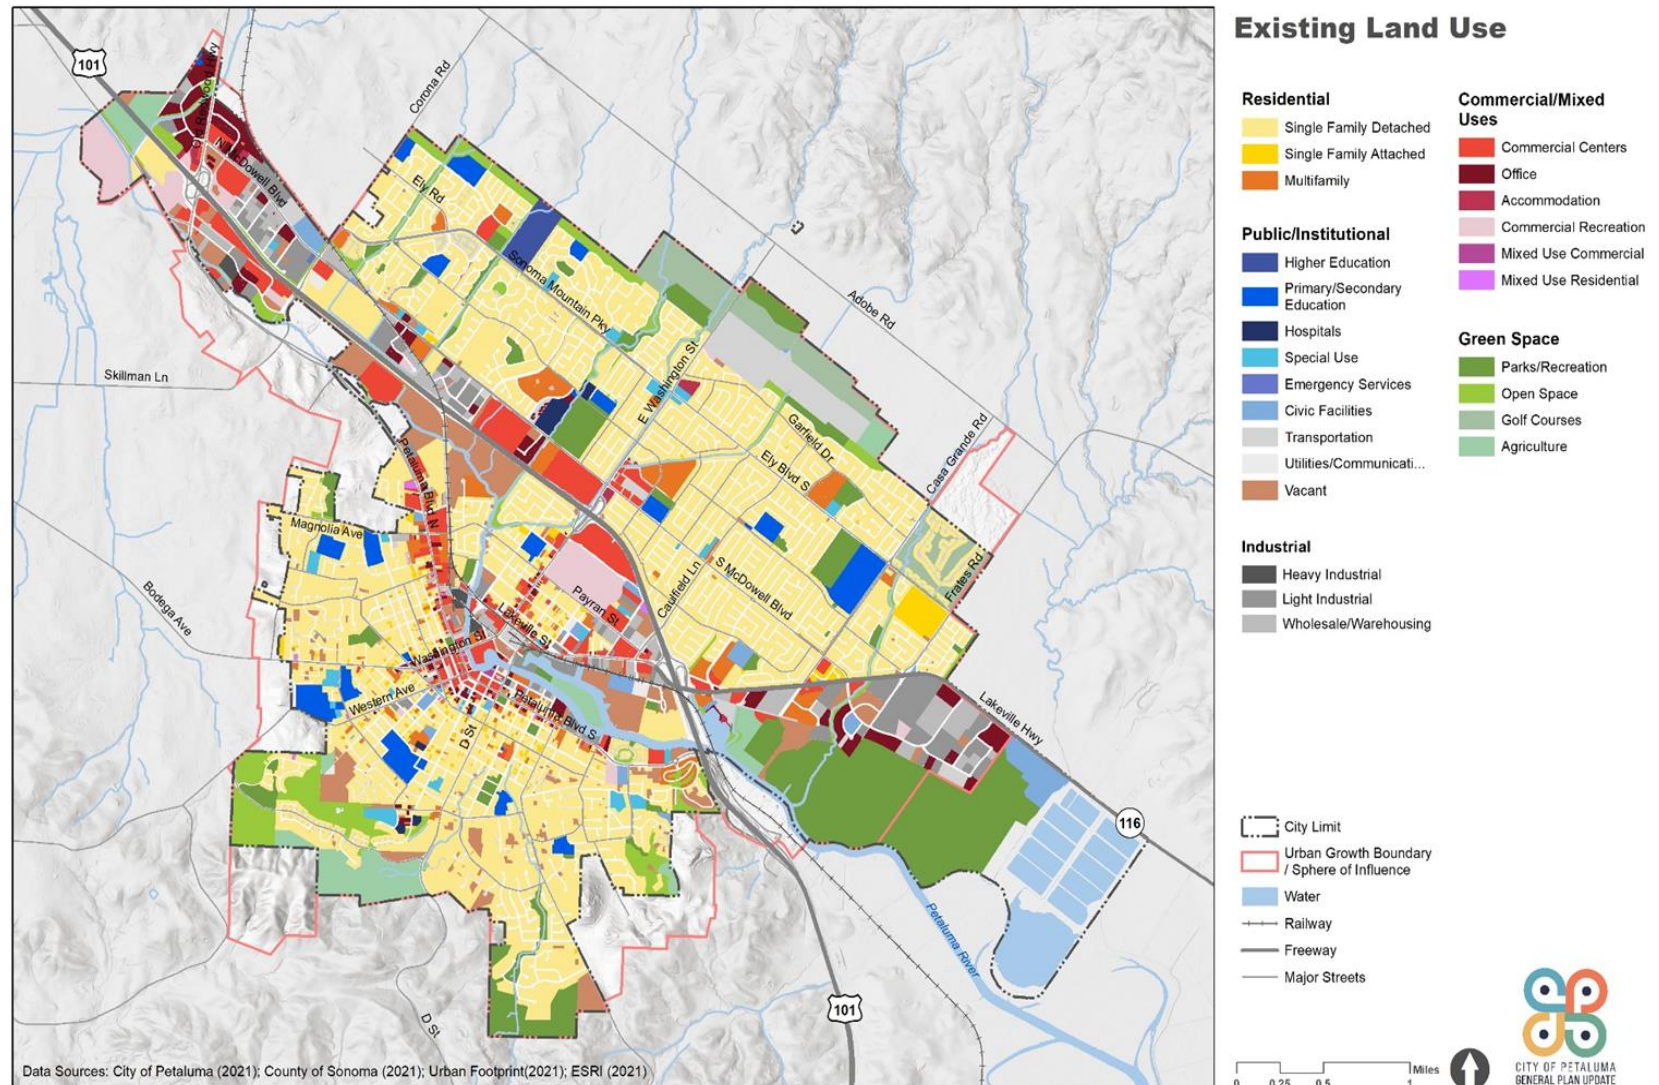 Existing Land Use
Residential
Single Family Detached
Single Family Attached
Multifamily
Public/Institutional
Higher Education
Primary/Secondary
Education
Hospitals
Special Use
Emergency Services
Civic Facilities
Transportation
Utilities/Communicati...
Vacant
Industrial
Heavy Industrial
Light Industrial
Wholesale/Warehousing
Commercial/Mixed
Uses
Commercial Centers
Office
Accommodation
Commercial Recreation
Mixed Use Commercial
Mixed Use Residential
Green Space
Parks/Recreation
Open Space
Golf Courses
Agriculture
City Limit
Urban Growth Boundary
/ Sphere of Influence
Water
Railway
Freeway
Major Streets
0 0.25 0.5 1 Miles
CITY OF PETALUMA
GENERAL PLAN UPDATE
101
Old Redwood Hwy
N McDowell Blvd
Corona Rd
Ely Rd
Sonoma Mountain Pky
Adobe Rd
Skillman Ln
E Washington St
Garfield Dr
Ely Blvd S
Casa Grande Rd
Petaluma Blvd N
Magnolia Ave
Bodega Ave
S McDowell Blvd
Caulfield Ln
Frates Rd
Payran St
Lakeville St
Washington St
Western Ave
Petaluma Blvd S
D St
Lakeville Hwy
116
Petaluma River
101
D St
Data Sources: City of Petaluma (2021); County of Sonoma (2021); Urban Footprint(2021); ESRI (2021)